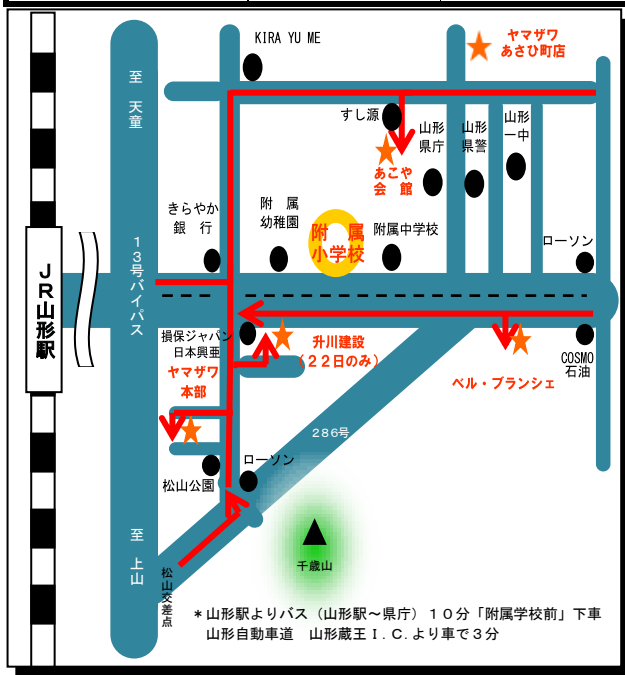 KIRA YU ME
ヤマザワ
あさひ町店
至 天童
すし源
山形
県庁
山形
県警
山形
一中
あこや
会 館
きらやか
銀 行
附 属
幼稚園
附 属
小学校
附属中学校
ローソン
13号バイパス
JR山形駅
損保ジャパン
日本興亜
升川建設
(22日のみ)
ヤマザワ
本部
ベル・ブランシェ
COSMO
石油
286号
ローソン
松山公園
至 上山
松山交差点
千歳山
*山形駅よりバス(山形駅~県庁)10分「附属学校前」下車
山形自動車道 山形蔵王I.C.より車で3分